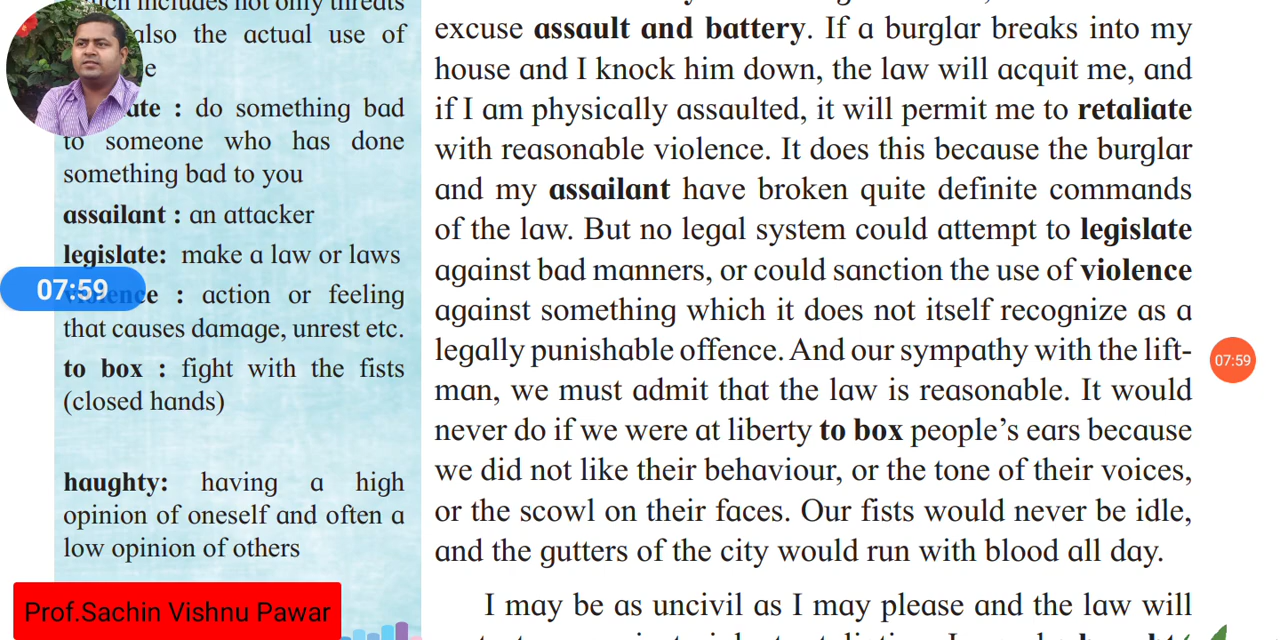 includes not only threats
also the actual use of
e
ate : do something bad
to someone who has done
something bad to you
assailant : an attacker
legislate: make a law or laws
07:59
violence : action or feeling
that causes damage, unrest etc.
to box : fight with the fists
(closed hands)
haughty: having a high
opinion of oneself and often a
low opinion of others
Prof.Sachin Vishnu Pawar
excuse assault and battery. If a burglar breaks into my
house and I knock him down, the law will acquit me, and
if I am physically assaulted, it will permit me to retaliate
with reasonable violence. It does this because the burglar
and my assailant have broken quite definite commands
of the law. But no legal system could attempt to legislate
against bad manners, or could sanction the use of violence
against something which it does not itself recognize as a
legally punishable offence. And our sympathy with the lift-
man, we must admit that the law is reasonable. It would
never do if we were at liberty to box people's ears because
we did not like their behaviour, or the tone of their voices,
or the scowl on their faces. Our fists would never be idle,
and the gutters of the city would run with blood all day.
I may be as uncivil as I may please and the law will
07:59